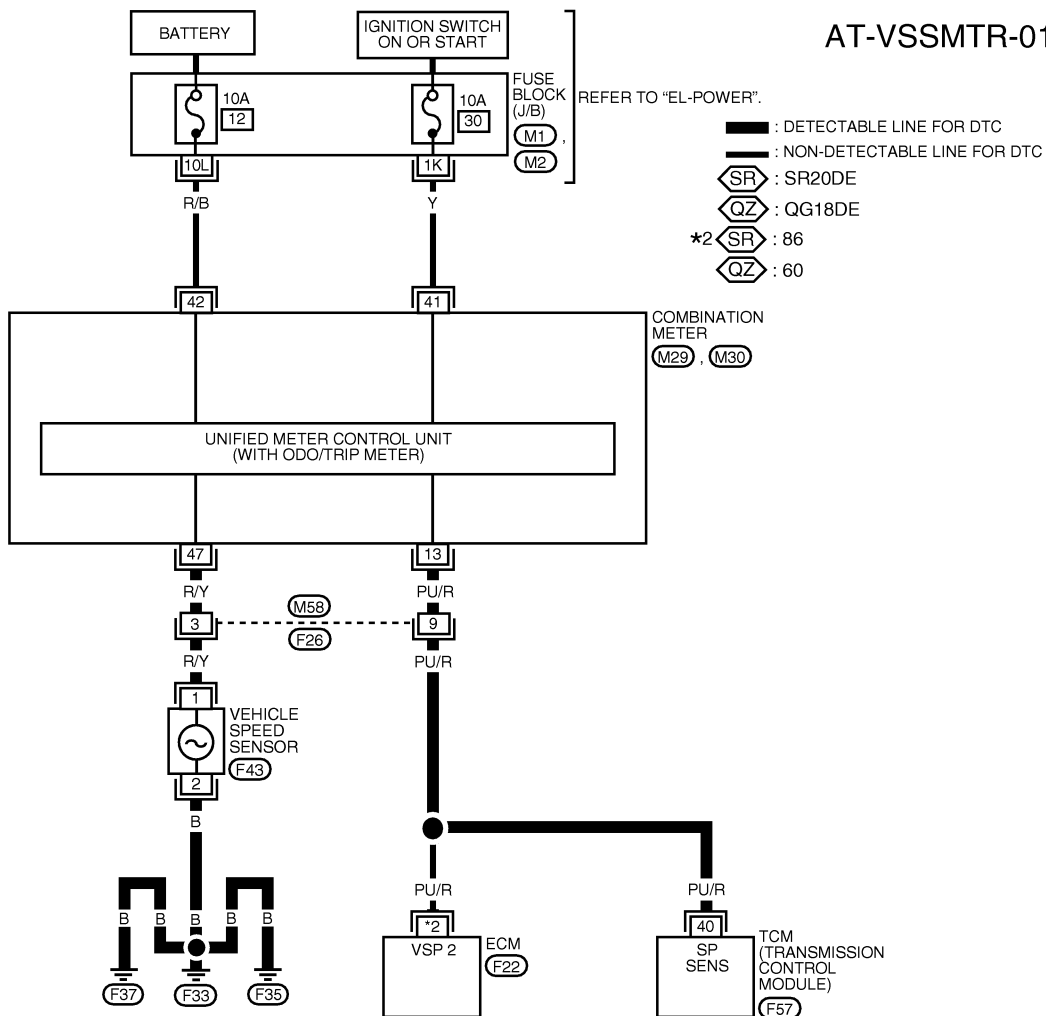 AT-VSSMTR-01
BATTERY
IGNITION SWITCH
ON OR START
FUSE
BLOCK
(J/B)
M1 ,
M2
REFER TO “EL-POWER”.
10A
12
10A
30
10L
1K
R/B
Y
: DETECTABLE LINE FOR DTC
: NON-DETECTABLE LINE FOR DTC
SR : SR20DE
QZ : QG18DE
*2 SR : 86
QZ : 60
42
41
COMBINATION
METER
M29 , M30
UNIFIED METER CONTROL UNIT
(WITH ODO/TRIP METER)
47
13
R/Y
PU/R
M58
3
9
F26
R/Y
PU/R
1
VEHICLE
SPEED
SENSOR
F43
2
B
B
B
B
B
B
F37
F33
F35
PU/R
PU/R
*2
VSP 2
ECM
F22
40
SP
SENS
TCM
(TRANSMISSION
CONTROL
MODULE)
F57